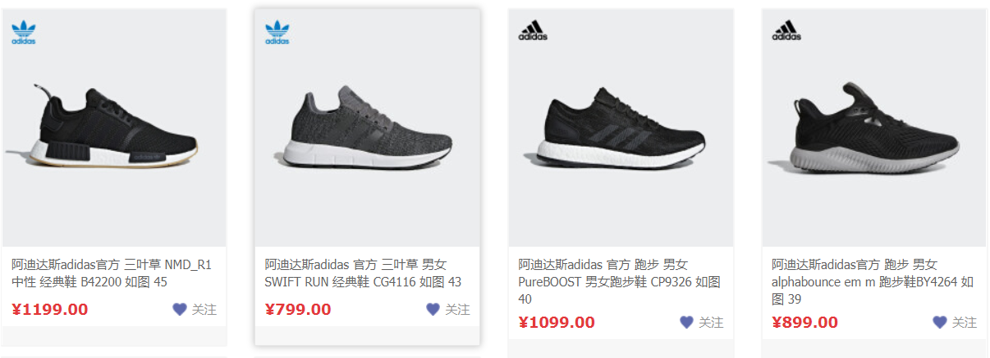 adidas
adidas
adidas
adidas
阿迪达斯adidas官方 三叶草 NMD_R1
中性 经典鞋 B42200 如图 45
¥1199.00
关注
阿迪达斯adidas 官方 三叶草 男女
SWIFT RUN 经典鞋 CG4116 如图 43
¥799.00
关注
阿迪达斯adidas 官方 跑步 男女
PureBOOST 男女跑步鞋 CP9326 如图
40
¥1099.00
关注
阿迪达斯adidas 官方 跑步 男女
alphabounce em m 跑步鞋BY4264 如
图 39
¥899.00
关注